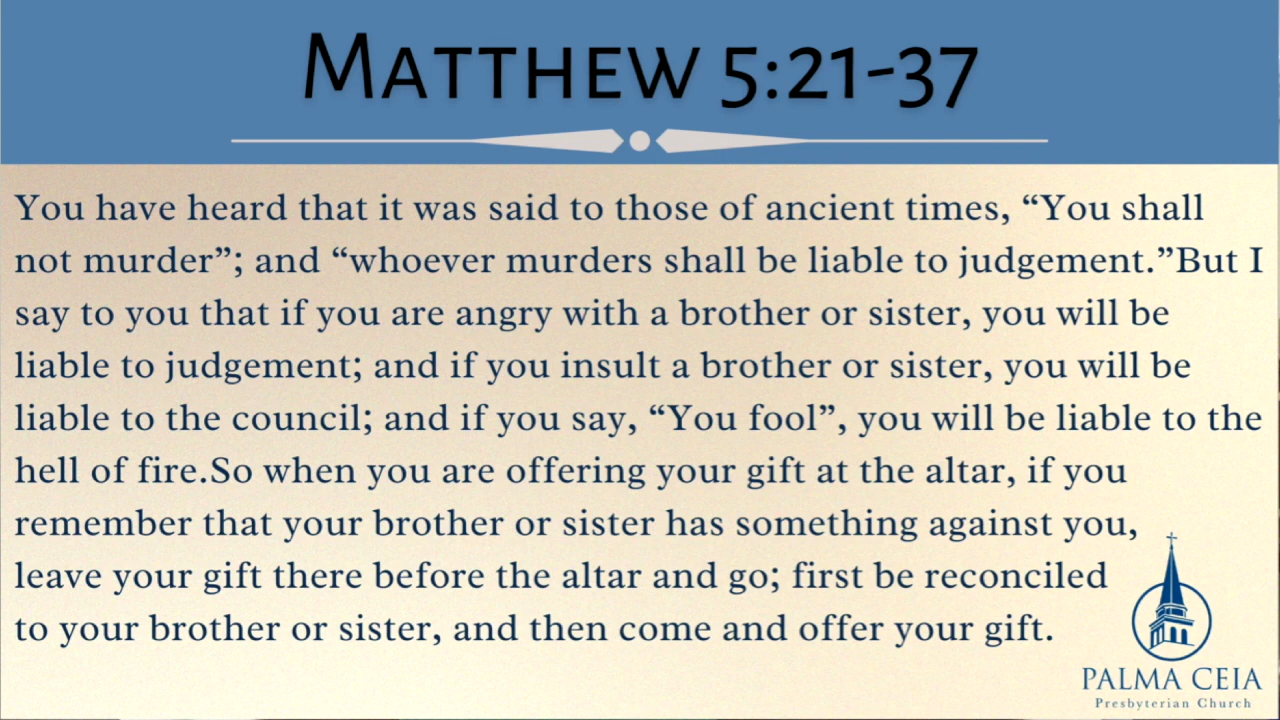 Matthew 5:21-37
You have heard that it was said to those of ancient times, “You shall
not murder”; and “whoever murders shall be liable to judgement.”But I
say to you that if you are angry with a brother or sister, you will be
liable to judgement; and if you insult a brother or sister, you will be
liable to the council; and if you say, “You fool”, you will be liable to the
hell of fire.So when you are offering your gift at the altar, if you
remember that your brother or sister has something against you,
leave your gift there before the altar and go; first be reconciled
to your brother or sister, and then come and offer your gift.
PALMA CEIA
Presbyterian Church